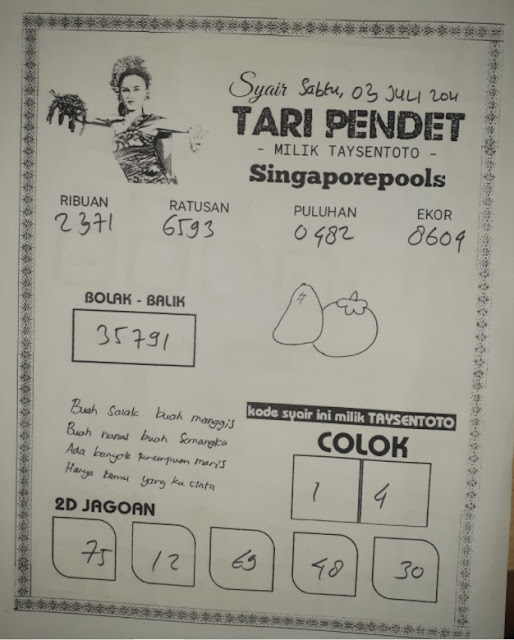 Syair Sabtu, 03 JULI 2021
TARI PENDET
- MILIK TAYSENTOTO -
Singaporepools
RIBUAN RATUSAN PULUHAN EKOR
2371 6593 0482 8609
BOLAK - BALIK
35791
Buah Salak buah manggis
Buah nanas buah Semangka
Ada banyak perempuan manis
Hanya kamu yang ka cinta
kode syair ini milik TAYSENTOTO
COLOK
1 4
2D JAGOAN
75 12 69 48 30